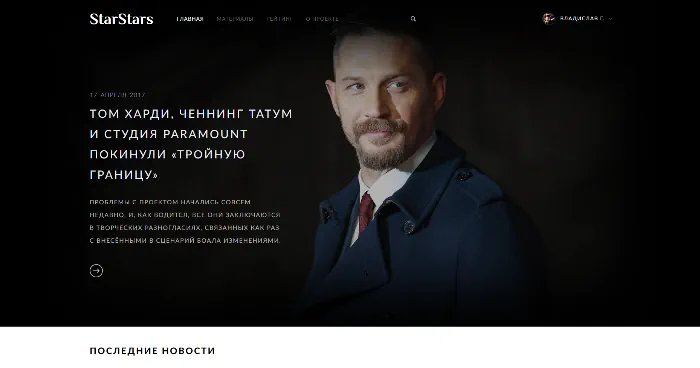 StarStars
ГЛАВНАЯ
МАТЕРИАЛЫ
РЕЙТИНГ
О ПРОЕКТЕ
ВЛАДИСЛАВ Г.
17 АПРЕЛЯ 2017
ТОМ ХАРДИ, ЧЕННИНГ ТАТУМ
И СТУДИЯ PARAMOUNT
ПОКИНУЛИ «ТРОЙНУЮ
ГРАНИЦУ»
ПРОБЛЕМЫ С ПРОЕКТОМ НАЧАЛИСЬ СОВСЕМ
НЕДАВНО. И, КАК ВОДИТСЯ, ВСЕ ОНИ ЗАКЛЮЧАЮТСЯ
В ТВОРЧЕСКИХ РАЗНОГЛАСИЯХ, СВЯЗАННЫХ КАК РАЗ
С ВНЕСЁННЫМИ В СЦЕНАРИЙ БОАЛА ИЗМЕНЕНИЯМИ.
ПОСЛЕДНИЕ НОВОСТИ